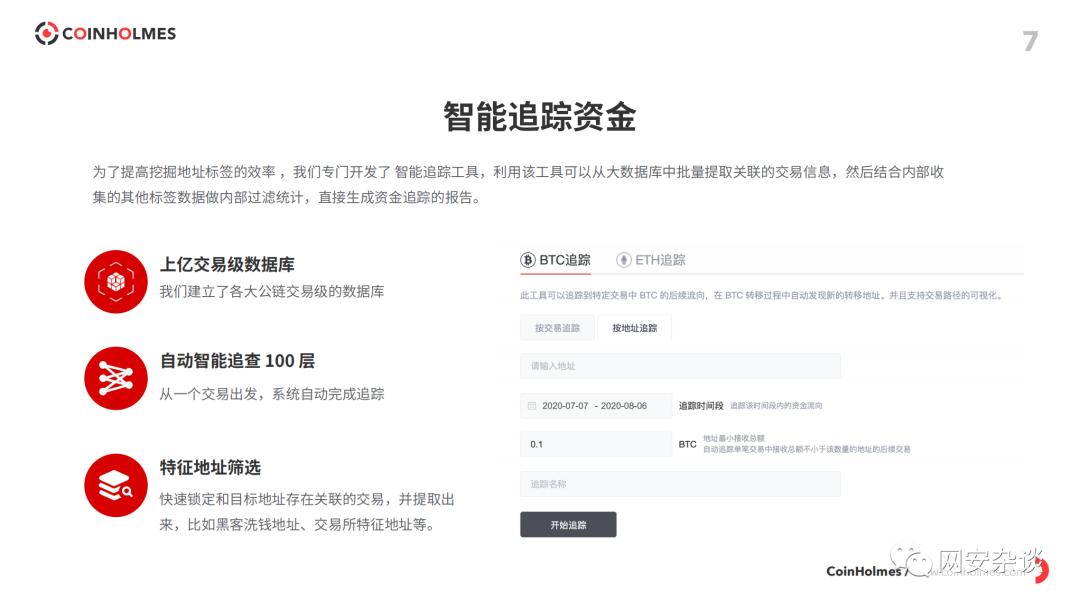 COINHOLMES
7
智能追踪资金
为了提高挖掘地址标签的效率 ，我们专门开发了 智能追踪工具，利用该工具可以从大数据库中批量提取关联的交易信息，然后结合内部收
集的其他标签数据做内部过滤统计，直接生成资金追踪的报告。
上亿交易级数据库
我们建立了各大公链交易级的数据库
自动智能追查 100 层
从一个交易出发，系统自动完成追踪
特征地址筛选
快速锁定和目标地址存在关联的交易，并提取出
来，比如黑客洗钱地址、交易所特征地址等。
BTC追踪 ETH追踪
此工具可以追踪到特定交易中 BTC 的后续流向，在 BTC 转移过程中自动发现新的转移地址。并且支持交易路径的可视化。
按交易追踪 按地址追踪
请输入地址
2020-07-07 - 2020-08-06 追踪时间段 追踪该时间段内的资金流向
0.1 BTC 地址最小接收总额
自动追踪单笔交易中接收总额不小于该数量的地址的后续交易
追踪名称
开始追踪
网安杂谈
CoinHolmes / www.coinholmes.com